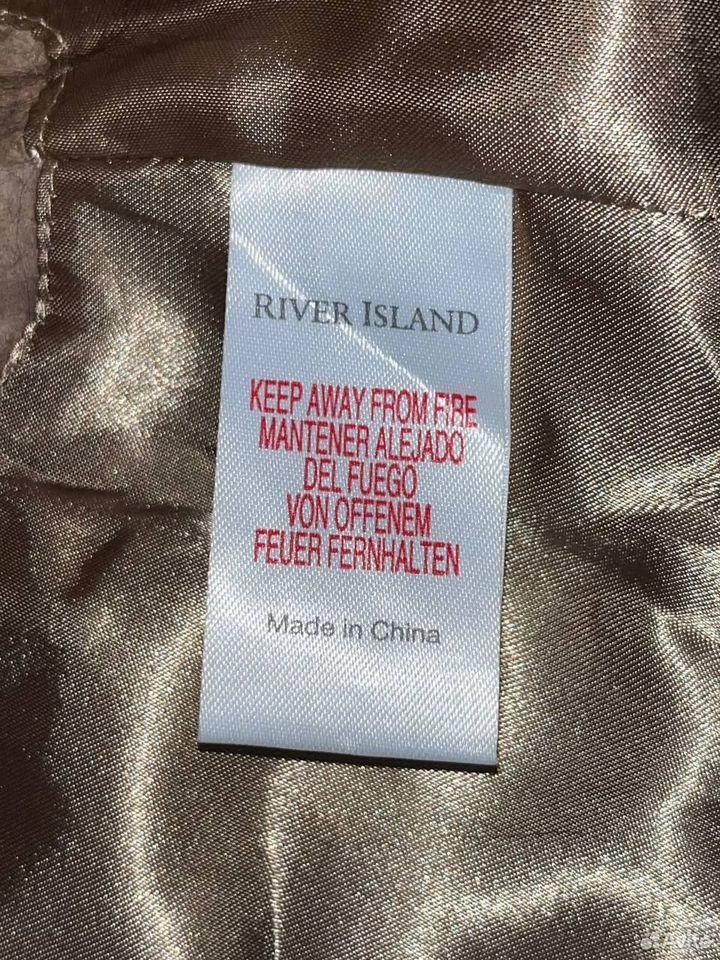 RIVER ISLAND
KEEP AWAY FROM FIRE
MANTENER ALEJADO
DEL FUEGO
VON OFFENEM
FEUER FERNHALTEN
Made in China